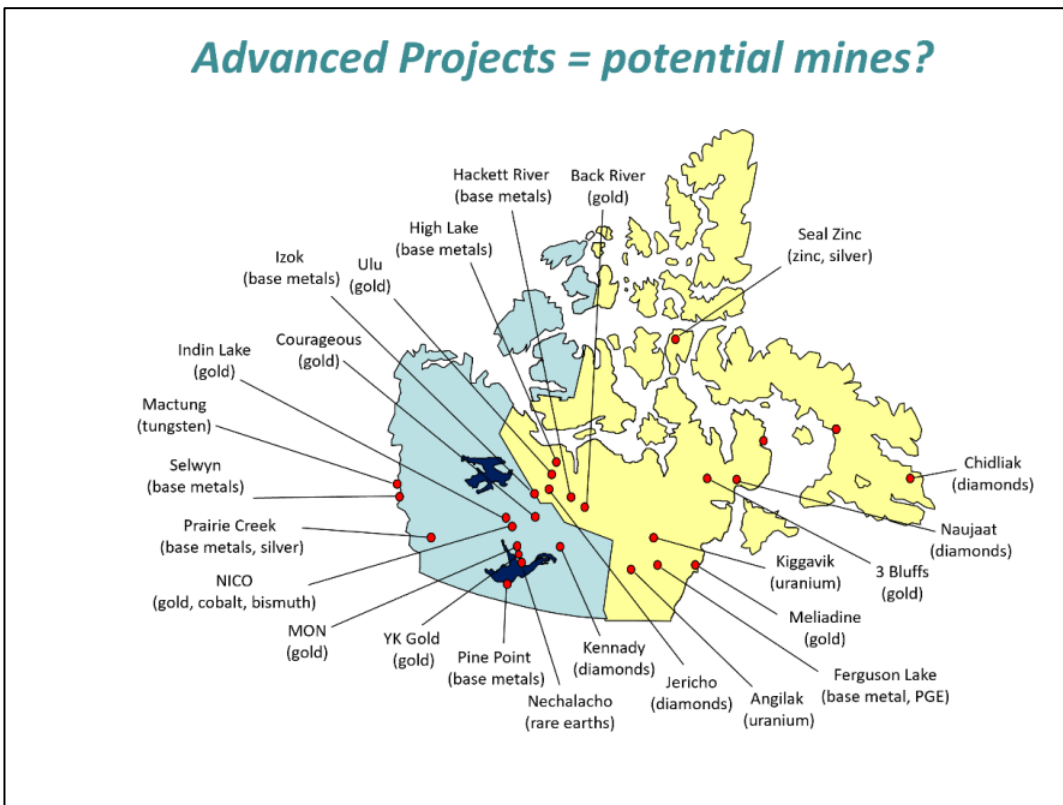 Advanced Projects = potential mines?
Hackett River
(base metals)
Back River
(gold)
High Lake
(base metals)
Seal Zinc
(zinc, silver)
Izok
(base metals)
Ulu
(gold)
Courageous
(gold)
Indin Lake
(gold)
Mactung
(tungsten)
Selwyn
(base metals)
Chidliak
(diamonds)
Prairie Creek
(base metals, silver)
Naujaat
(diamonds)
Kiggavik
(uranium)
3 Bluffs
(gold)
NICO
(gold, cobalt, bismuth)
Meliadine
(gold)
MON
(gold)
YK Gold
(gold)
Pine Point
(base metals)
Kennady
(diamonds)
Nechalacho
(rare earths)
Jericho
(diamonds)
Angilak
(uranium)
Ferguson Lake
(base metal, PGE)